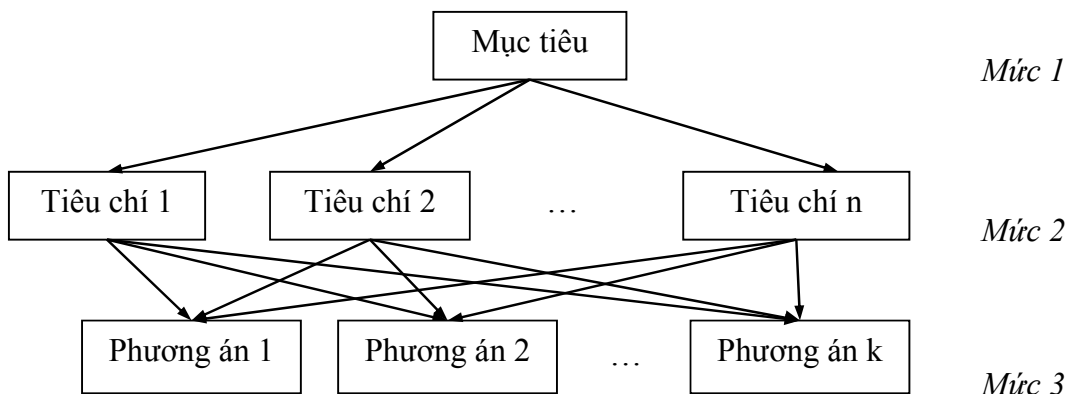 Mục tiêu
Mức 1
Tiêu chí 1 Tiêu chí 2 … Tiêu chí n
Mức 2
Phương án 1 Phương án 2 … Phương án k
Mức 3